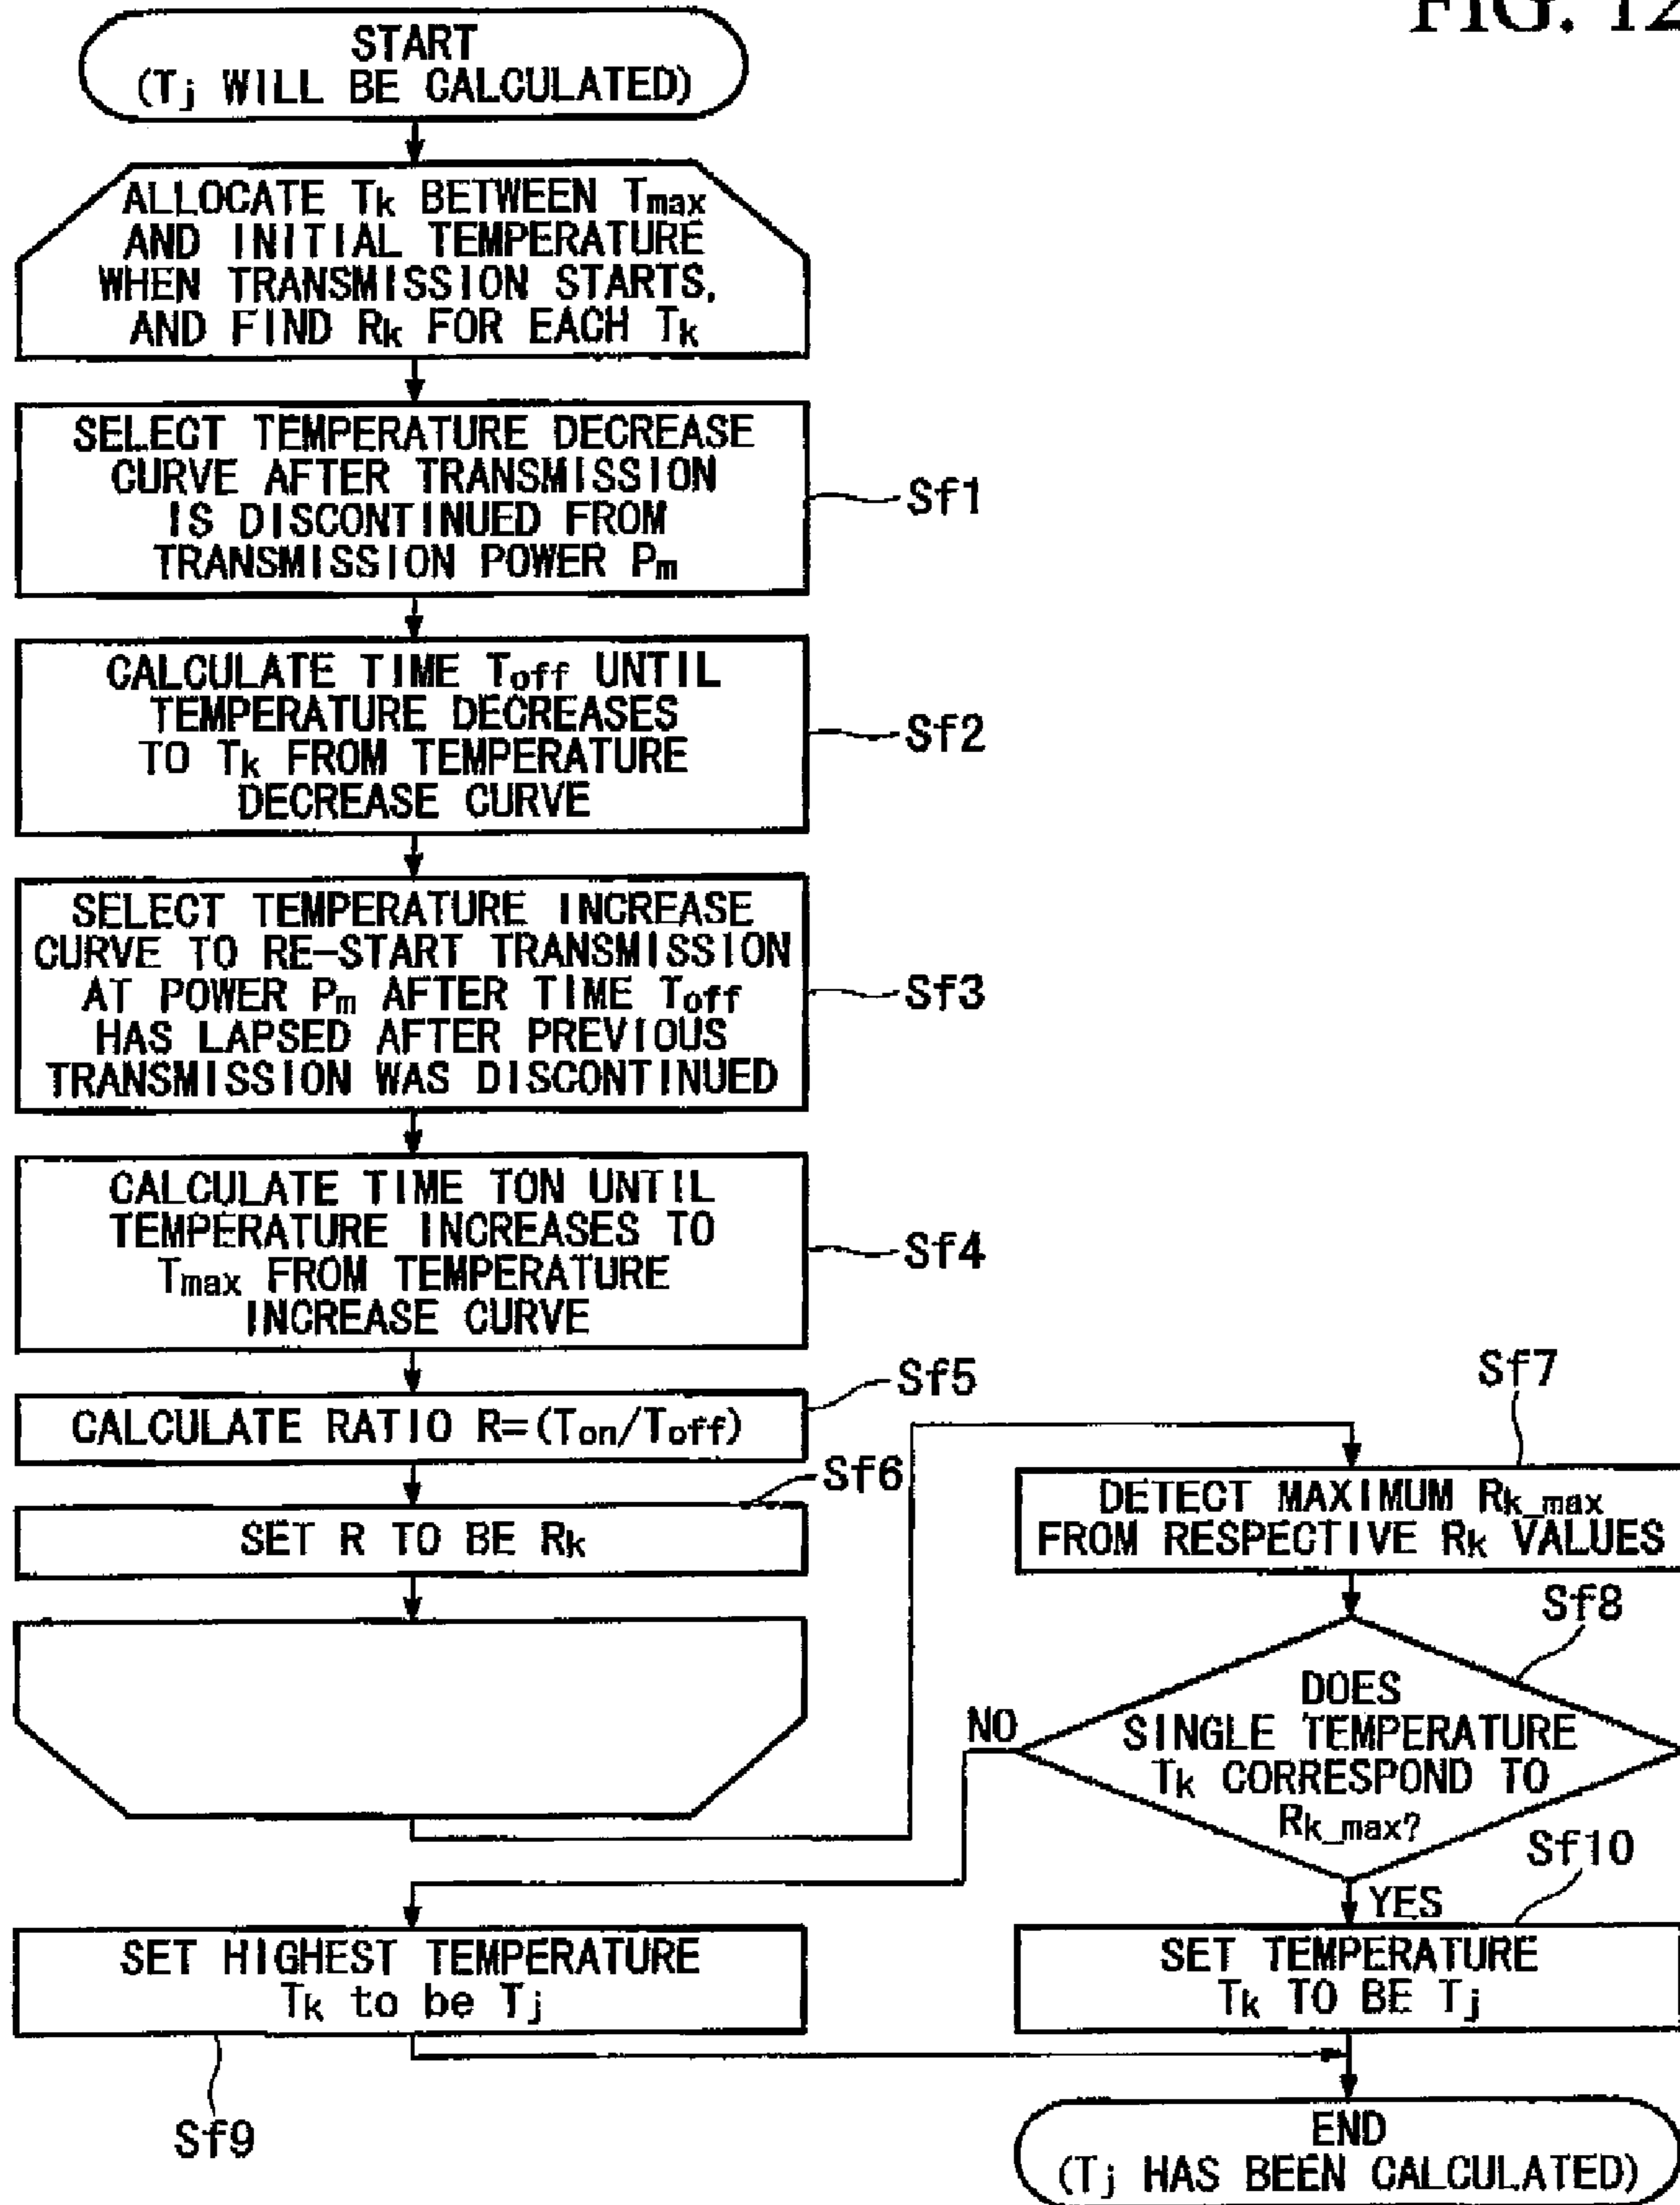 FIG. 12
START
(Tj WILL BE CALCULATED)
ALLOCATE Tk BETWEEN Tmax
AND INITIAL TEMPERATURE
WHEN TRANSMISSION STARTS,
AND FIND Rk FOR EACH Tk
SELECT TEMPERATURE DECREASE
CURVE AFTER TRANSMISSION
IS DISCONTINUED FROM
TRANSMISSION POWER Pm
Sf1
CALCULATE TIME Toff UNTIL
TEMPERATURE DECREASES
TO Tk FROM TEMPERATURE
DECREASE CURVE
Sf2
SELECT TEMPERATURE INCREASE
CURVE TO RE-START TRANSMISSION
AT POWER Pm AFTER TIME Toff
HAS LAPSED AFTER PREVIOUS
TRANSMISSION WAS DISCONTINUED
Sf3
CALCULATE TIME TON UNTIL
TEMPERATURE INCREASES TO
Tmax FROM TEMPERATURE
INCREASE CURVE
Sf4
CALCULATE RATIO R=(Ton/Toff)
Sf5
SET R TO BE Rk
Sf6
Sf7
DETECT MAXIMUM Rk_max
FROM RESPECTIVE Rk VALUES
Sf8
DOES
SINGLE TEMPERATURE
Tk CORRESPOND TO
Rk_max?
NO
YES
SET HIGHEST TEMPERATURE
Tk to be Tj
Sf9
Sf10
SET TEMPERATURE
Tk TO BE Tj
END
(Tj HAS BEEN CALCULATED)